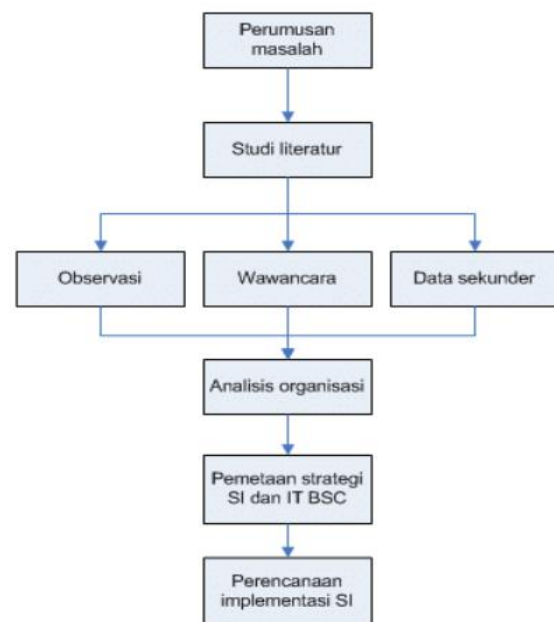 Perumusan
masalah
Studi literatur
Observasi
Wawancara
Data sekunder
Analisis organisasi
Pemetaan strategi
SI dan IT BSC
Perencanaan
implementasi SI